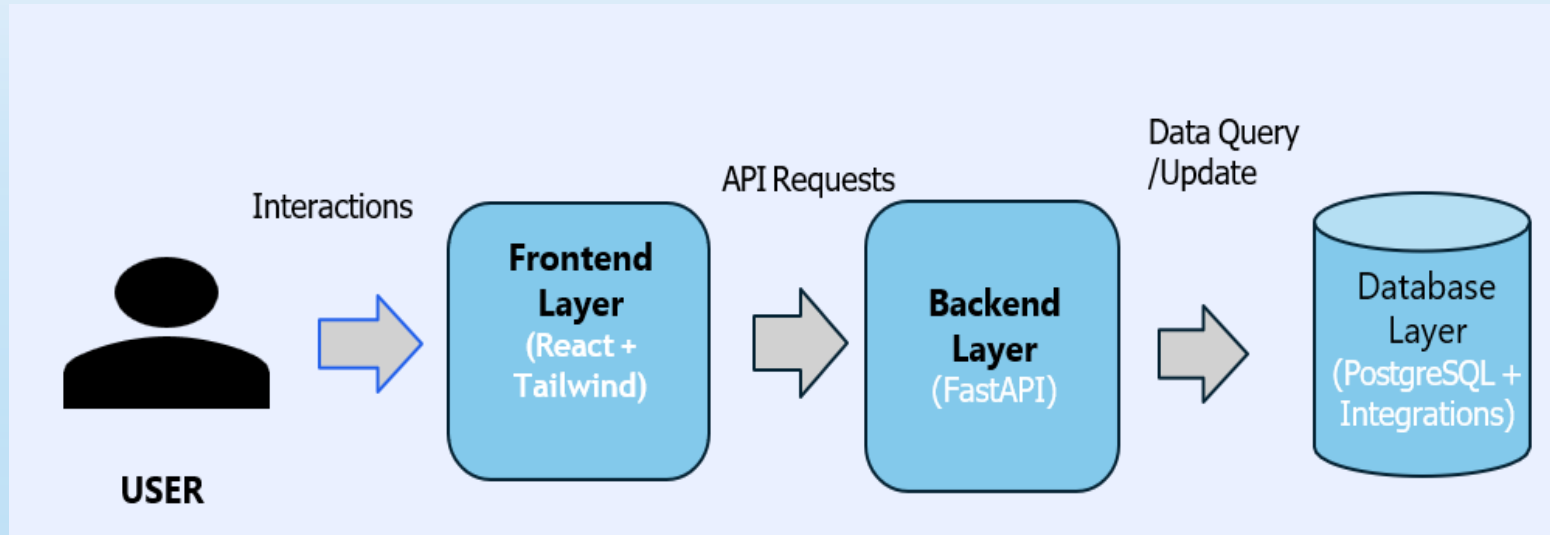 Interactions
USER
Frontend
Layer
(React +
Tailwind)
API Requests
Backend
Layer
(FastAPI)
Data Query
/Update
Database
Layer
(PostgreSQL +
Integrations)